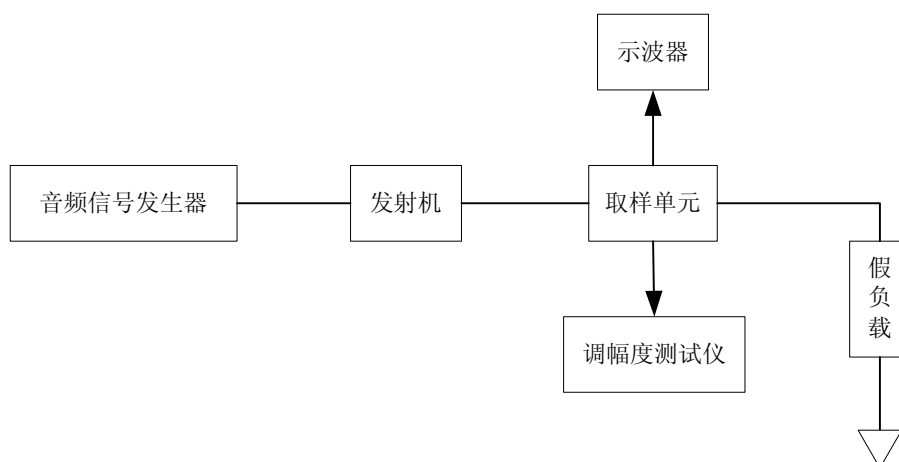 示波器
音频信号发生器
发射机
取样单元
假负载
调幅度测试仪